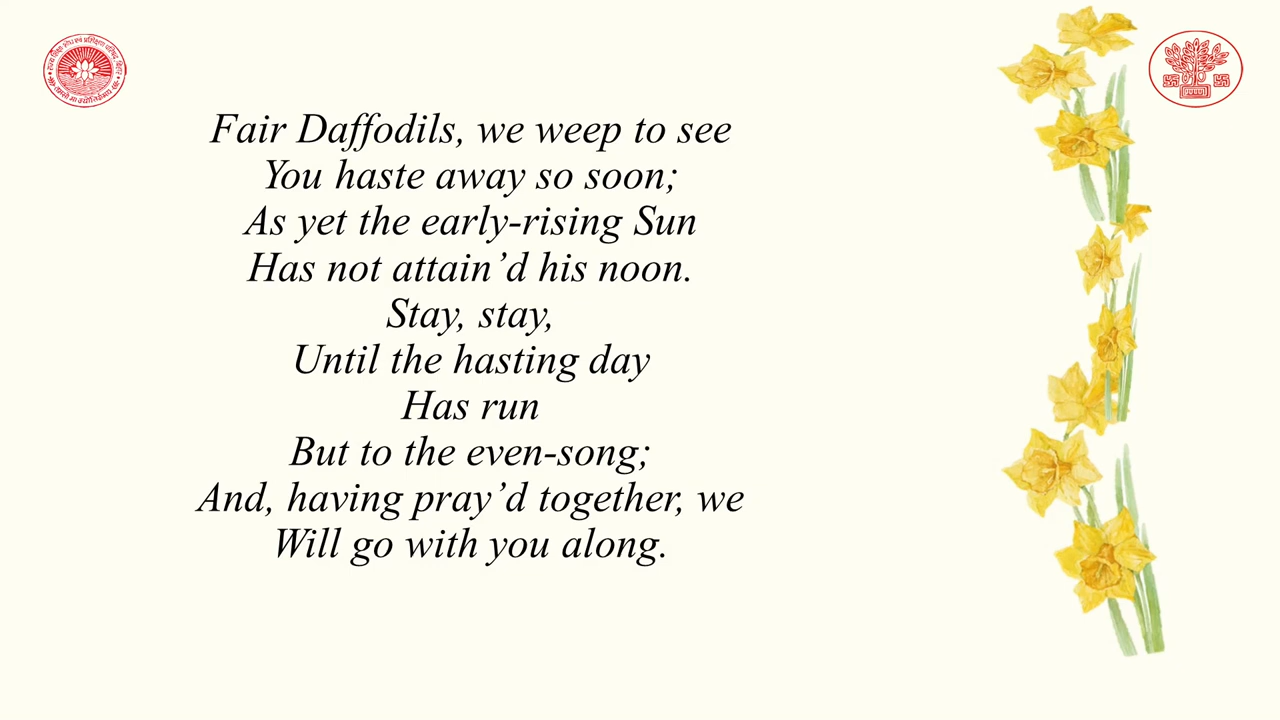 Fair Daffodils, we weep to see
You haste away so soon;
As yet the early-rising Sun
Has not attain’d his noon.
Stay, stay,
Until the hasting day
Has run
But to the even-song;
And, having pray’d together, we
Will go with you along.